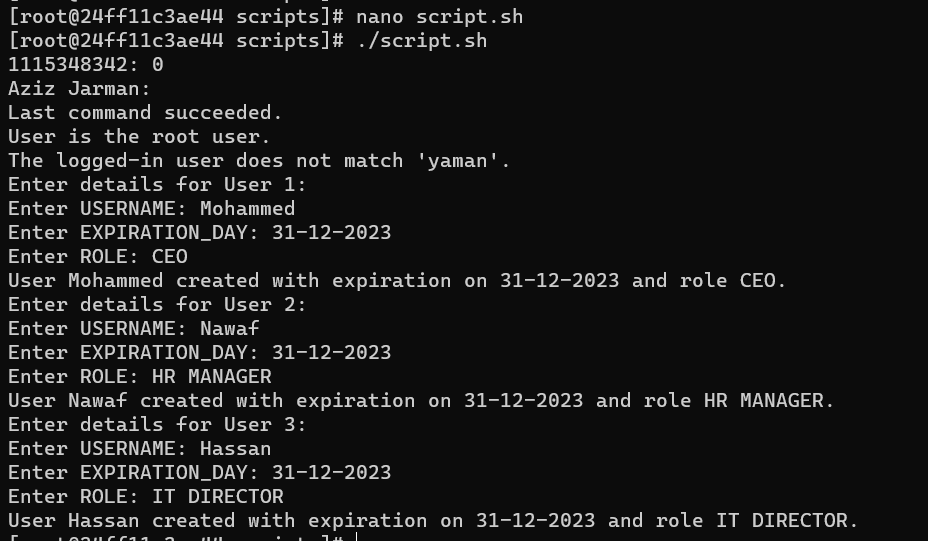 [root@24ff11c3ae44 scripts]# nano script.sh
[root@24ff11c3ae44 scripts]# ./script.sh
1115348342: 0
Aziz Jarman:
Last command succeeded.
User is the root user.
The logged-in user does not match 'yaman'.
Enter details for User 1:
Enter USERNAME: Mohammed
Enter EXPIRATION_DAY: 31-12-2023
Enter ROLE: CEO
User Mohammed created with expiration on 31-12-2023 and role CEO.
Enter details for User 2:
Enter USERNAME: Nawaf
Enter EXPIRATION_DAY: 31-12-2023
Enter ROLE: HR MANAGER
User Nawaf created with expiration on 31-12-2023 and role HR MANAGER.
Enter details for User 3:
Enter USERNAME: Hassan
Enter EXPIRATION_DAY: 31-12-2023
Enter ROLE: IT DIRECTOR
User Hassan created with expiration on 31-12-2023 and role IT DIRECTOR.
[root@24ff11c3ae44 scripts]#